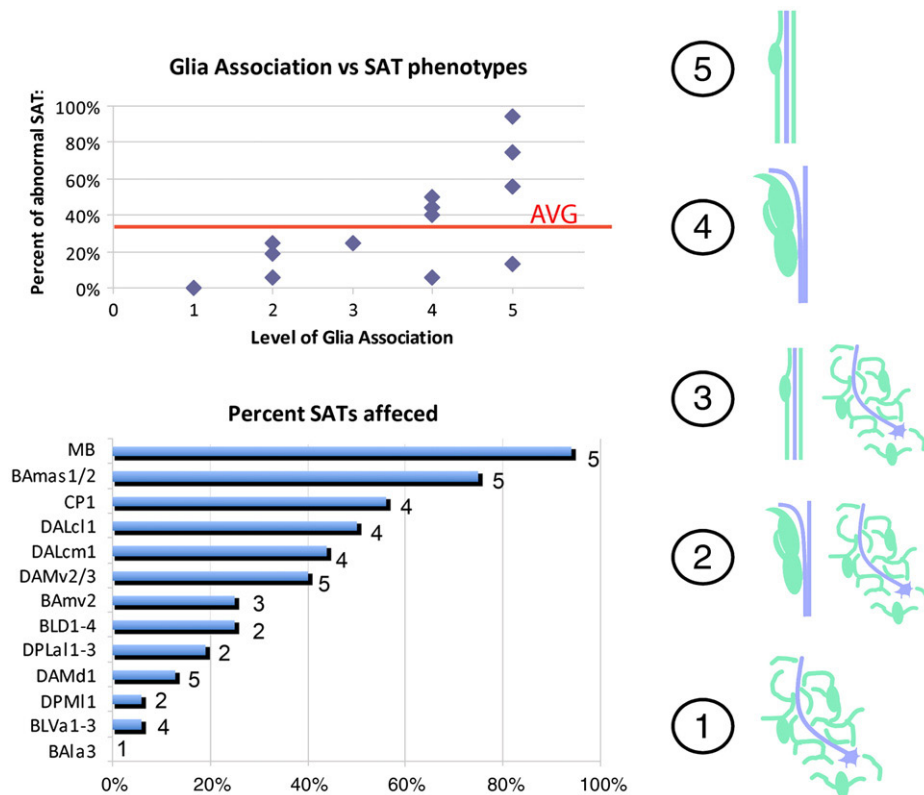 Glia Association vs SAT phenotypes
Percent of abnormal SAT:
100%
80%
60%
40%
20%
0%
AVG
0 1 2 3 4 5
Level of Glia Association
Percent SATs affeced
MB 5
BAmas1/2 5
CP1 4
DALcl1 4
DALcm1 4
DAMv2/3 5
BAmv2 3
BLD1-4 2
DPLal1-3 2
DAMd1 5
DPMl1 2
BLVa1-3 4
BAla3 1
0% 20% 40% 60% 80% 100%
5
4
3
2
1